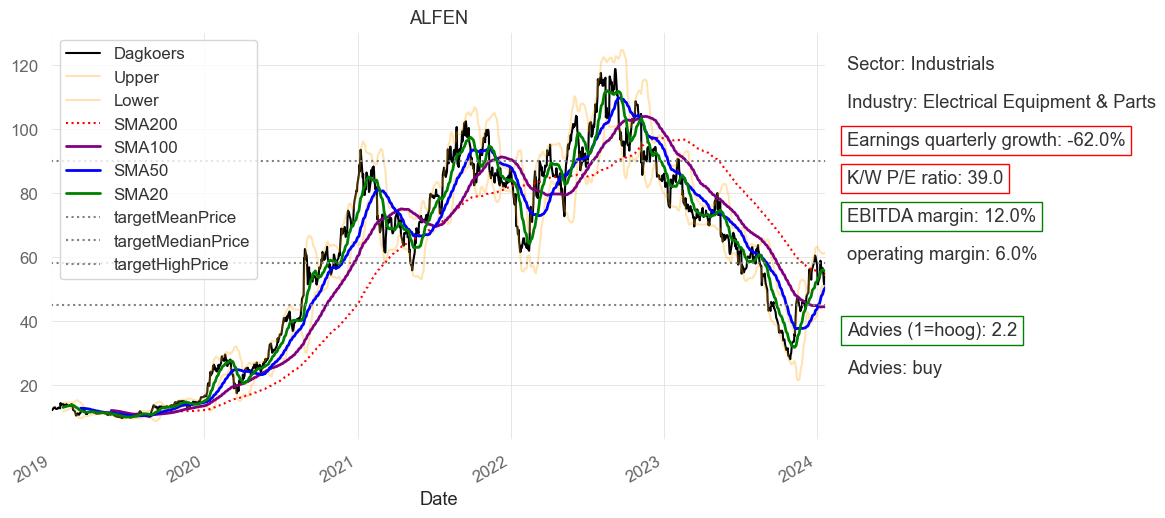 ALFEN
Dagkoers
Upper
Lower
SMA200
SMA100
SMA50
SMA20
targetMeanPrice
targetMedianPrice
targetHighPrice
120
100
80
60
40
20
2019
2020
2021
2022
2023
2024
Date
Sector: Industrials
Industry: Electrical Equipment & Parts
Earnings quarterly growth: -62.0%
K/W P/E ratio: 39.0
EBITDA margin: 12.0%
operating margin: 6.0%
Advies (1=hoog): 2.2
Advies: buy